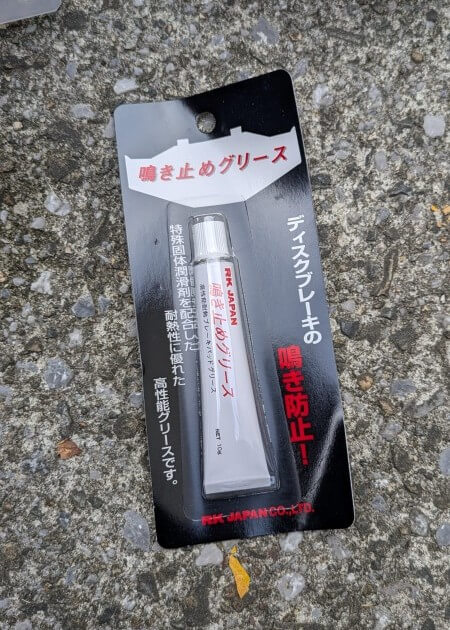 鳴き止めグリース
ディスクブレーキの
鳴き防止!
特殊固体潤滑剤を配合した
耐熱性に優れた
高性能グリースです。
RK JAPAN
鳴き止めグリース
NET 10g
RK JAPAN CO., LTD.